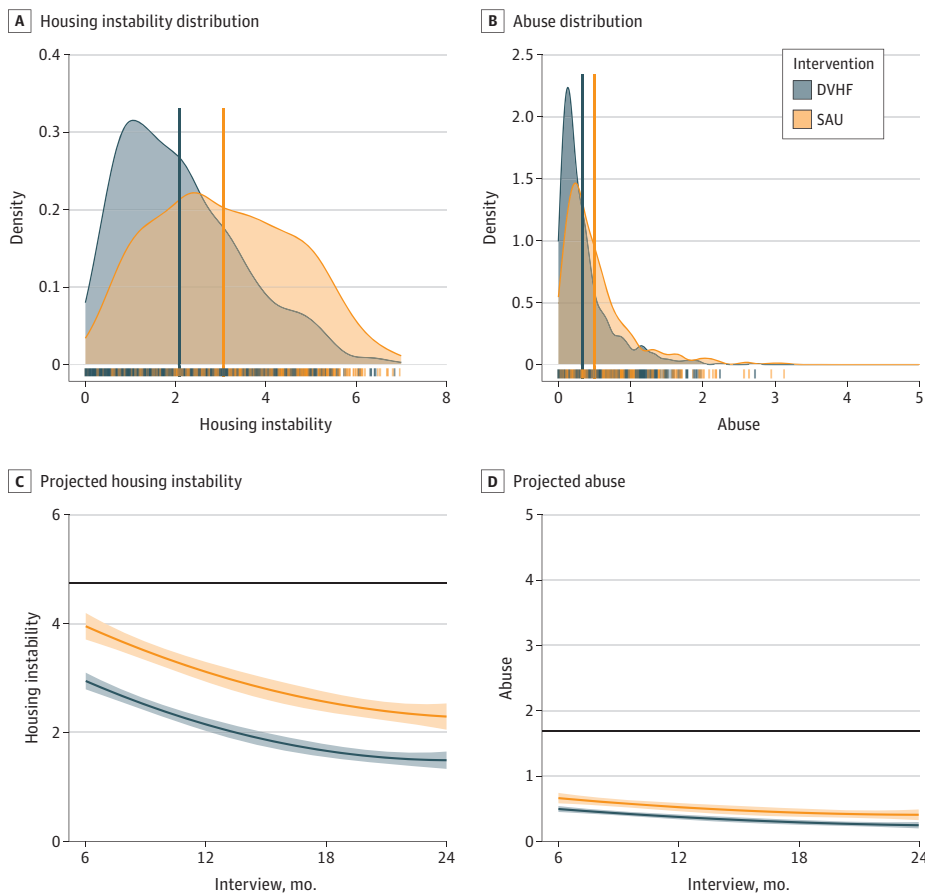 A Housing instability distribution
0.4
0.3
0.2
0.1
0
Density
0 2 4 6 8
Housing instability
B Abuse distribution
2.5
2.0
1.5
1.0
0.5
0
Density
0 1 2 3 4 5
Abuse
Intervention
DVHF
SAU
C Projected housing instability
6
4
2
0
Housing instability
6 12 18 24
Interview, mo.
D Projected abuse
5
4
3
2
1
0
Abuse
6 12 18 24
Interview, mo.